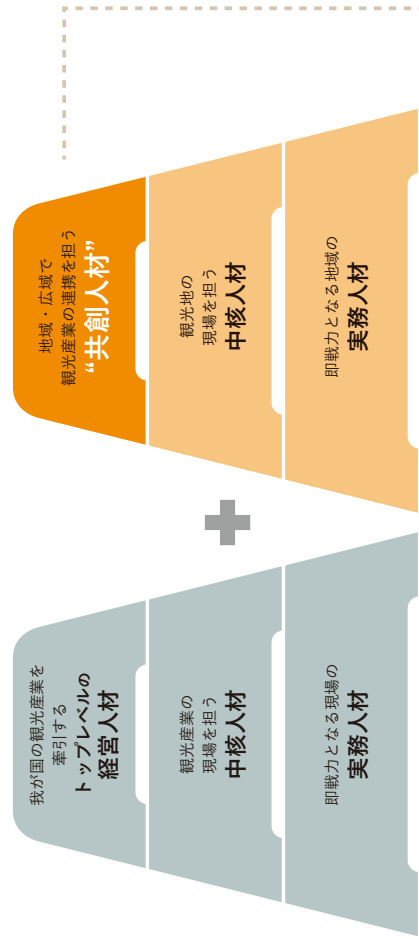 我が国の観光産業を
牽引する
トップレベルの
経営人材
観光産業の
現場を担う
中核人材
即戦力となる現場の
実務人材
地域・広域で
観光産業の連携を担う
“共創人材”
観光地の
現場を担う
中核人材
即戦力となる地域の
実務人材